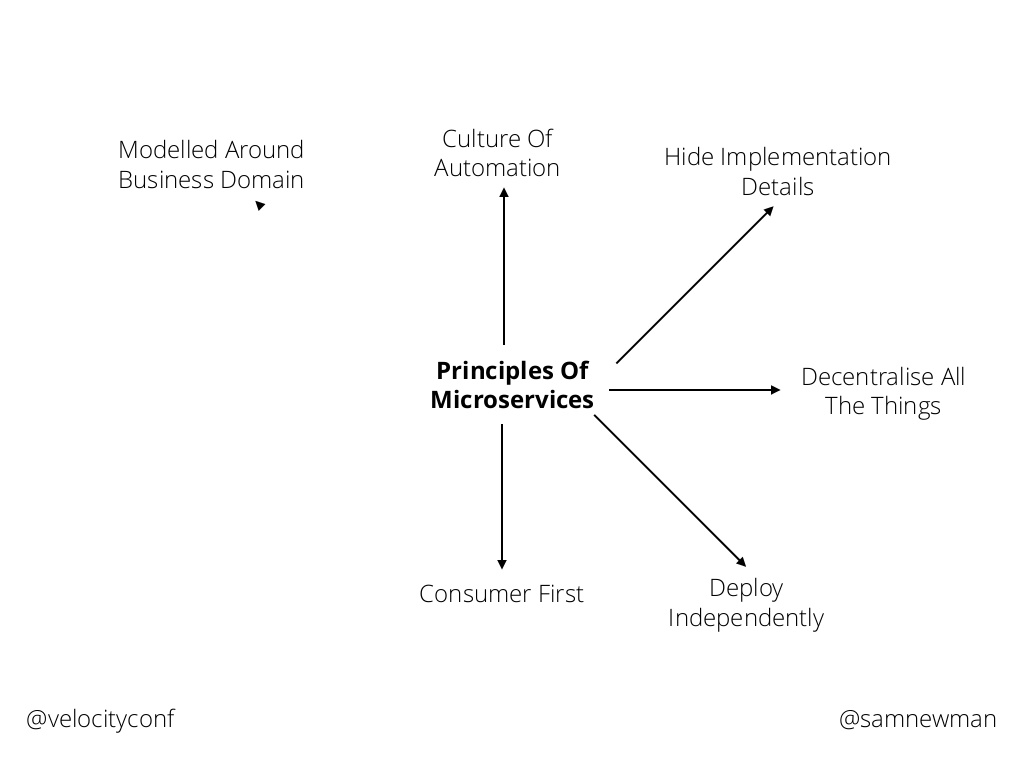 Modelled Around
Business Domain
Culture Of
Automation
Hide Implementation
Details
Principles Of
Microservices
Decentralise All
The Things
Consumer First
Deploy
Independently
@velocityconf
@samnewman